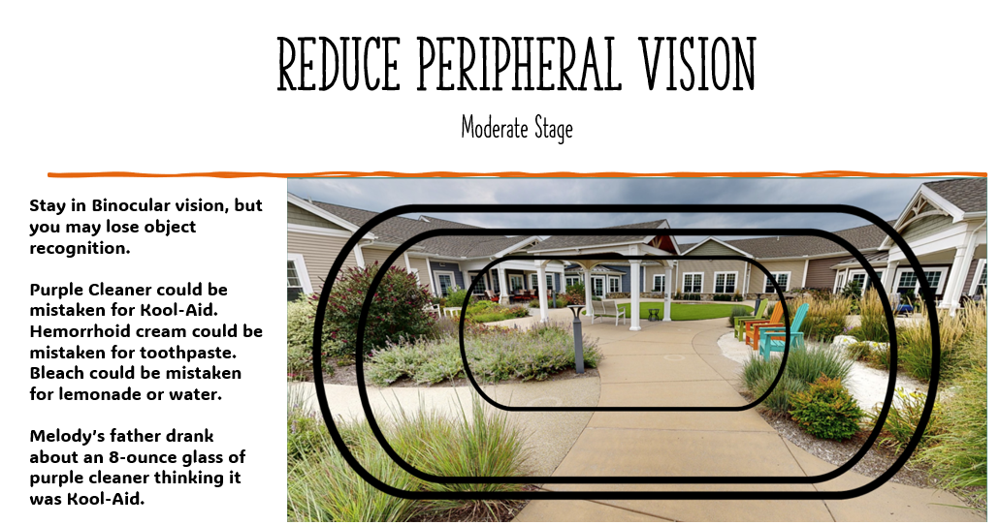 REDUCE PERIPHERAL VISION
Moderate Stage
Stay in Binocular vision, but
you may lose object
recognition.
Purple Cleaner could be
mistaken for Kool-Aid.
Hemorrhoid cream could be
mistaken for toothpaste.
Bleach could be mistaken
for lemonade or water.
Melody's father drank
about an 8-ounce glass of
purple cleaner thinking it
was Kool-Aid.